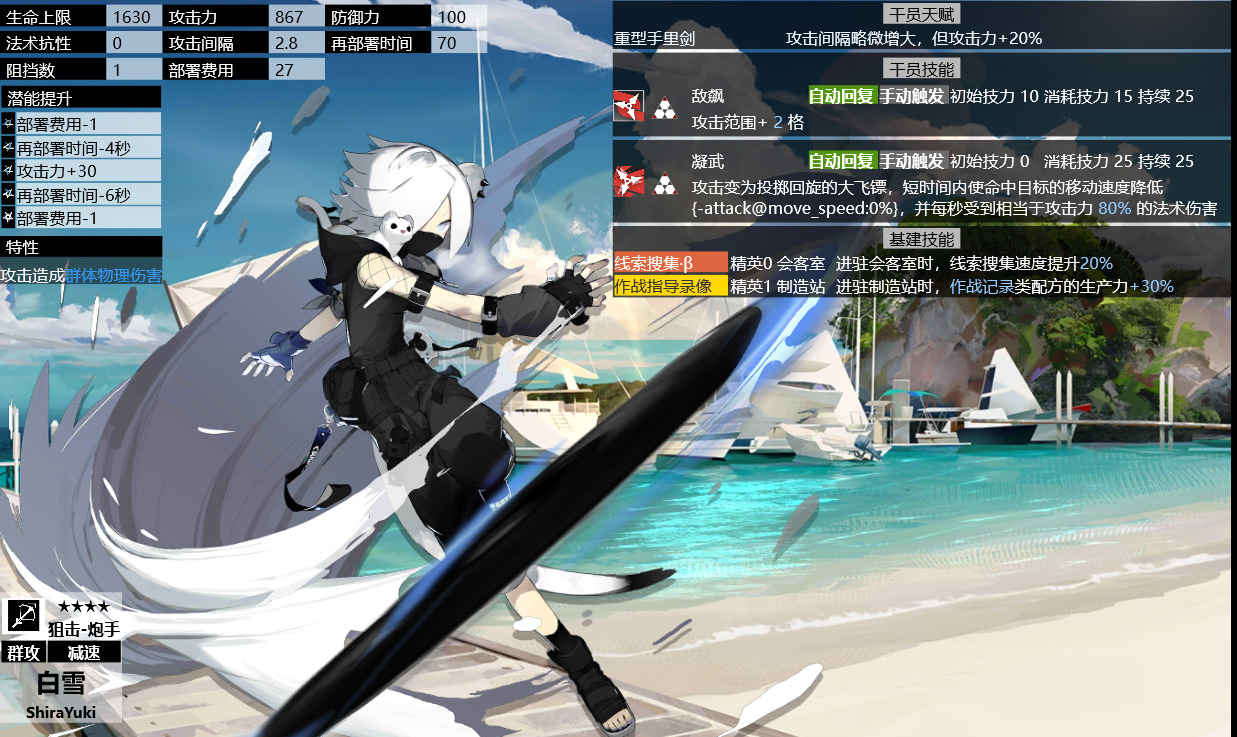 生命上限 1630 攻击力 867 防御力 100
法术抗性 0 攻击间隔 2.8 再部署时间 70
阻挡数 1 部署费用 27
潜能提升
部署费用-1
再部署时间-4秒
攻击力+30
再部署时间-6秒
部署费用-1
特性
攻击造成群体物理伤害
★★★★
狙击-炮手
群攻 减速
白雪
ShiraYuki
干员天赋
重型手里剑 攻击间隔略微增大，但攻击力+20%
干员技能
敌飙 自动回复 手动触发 初始技力 10 消耗技力 15 持续 25
攻击范围+ 2 格
凝武 自动回复 手动触发 初始技力 0 消耗技力 25 持续 25
攻击变为投掷回旋的大飞镖，短时间内使命中目标的移动速度降低
{-attack@move_speed:0%}，并每秒受到相当于攻击力 80% 的法术伤害
基建技能
线索搜集·β 精英0 会客室 进驻会客室时，线索搜集速度提升20%
作战指导录像 精英1 制造站 进驻制造站时，作战记录类配方的生产力+30%